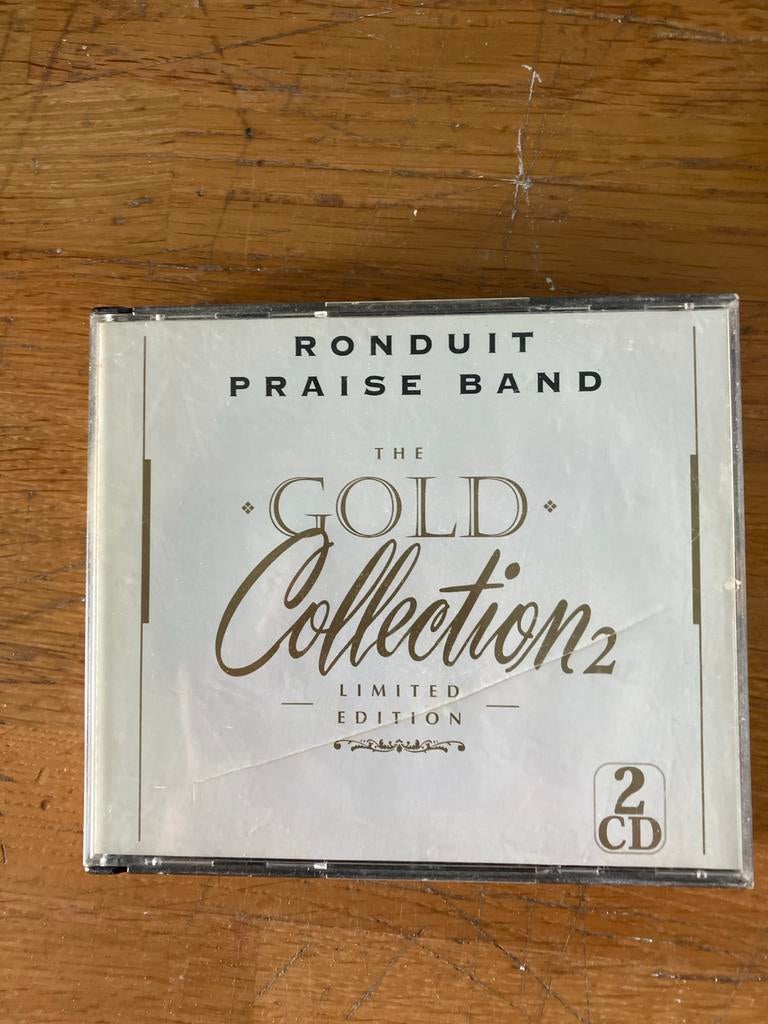 RONDUIT
PRAISE BAND
THE
GOLD
Collection 2
LIMITED
EDITION
2
CD